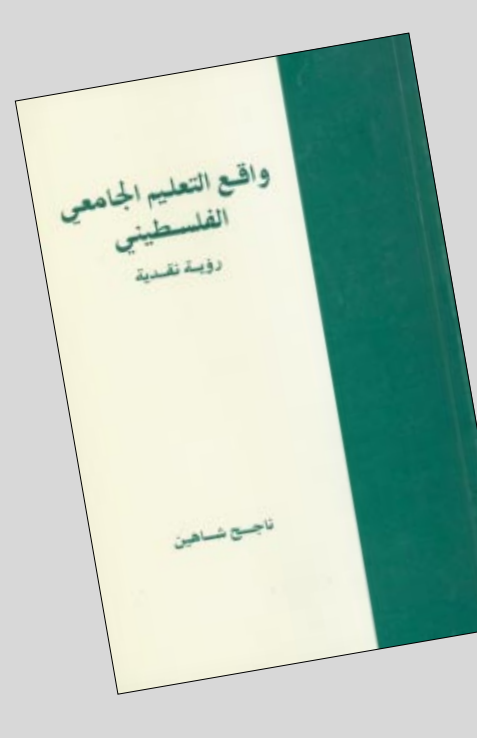 واقع التعليم الجامعي
الفلسطيني
رؤية نقدية
ناجح شاهين